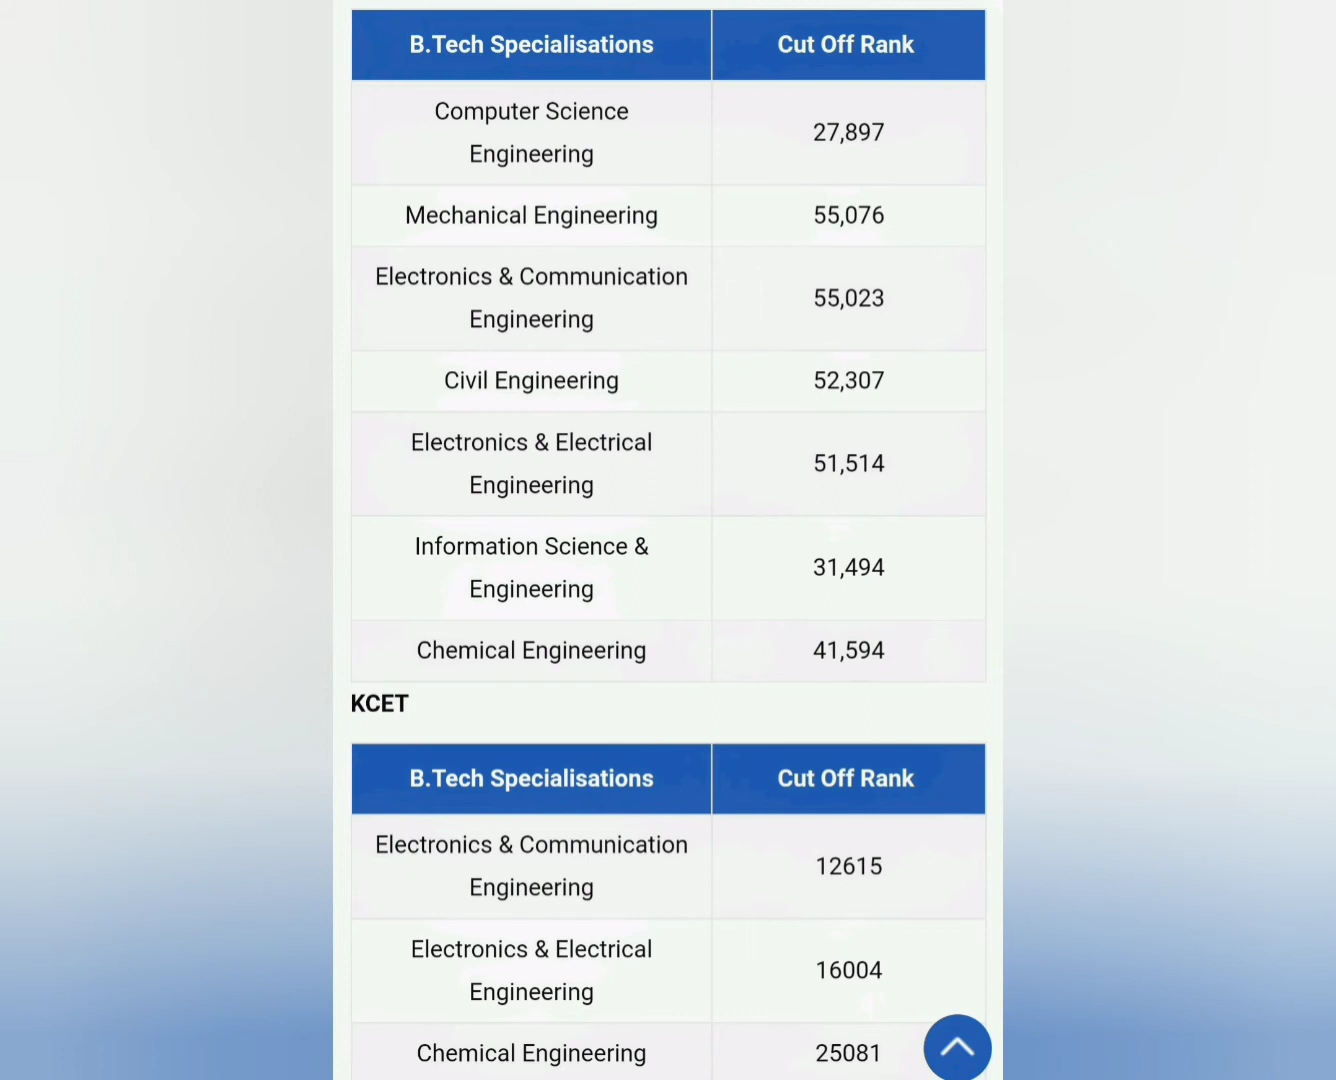 B.Tech Specialisations Cut Off Rank
Computer Science
Engineering
27,897
Mechanical Engineering 55,076
Electronics & Communication
Engineering
55,023
Civil Engineering 52,307
Electronics & Electrical
Engineering
51,514
Information Science &
Engineering
31,494
Chemical Engineering 41,594
KCET
B.Tech Specialisations Cut Off Rank
Electronics & Communication
Engineering
12615
Electronics & Electrical
Engineering
16004
Chemical Engineering 25081